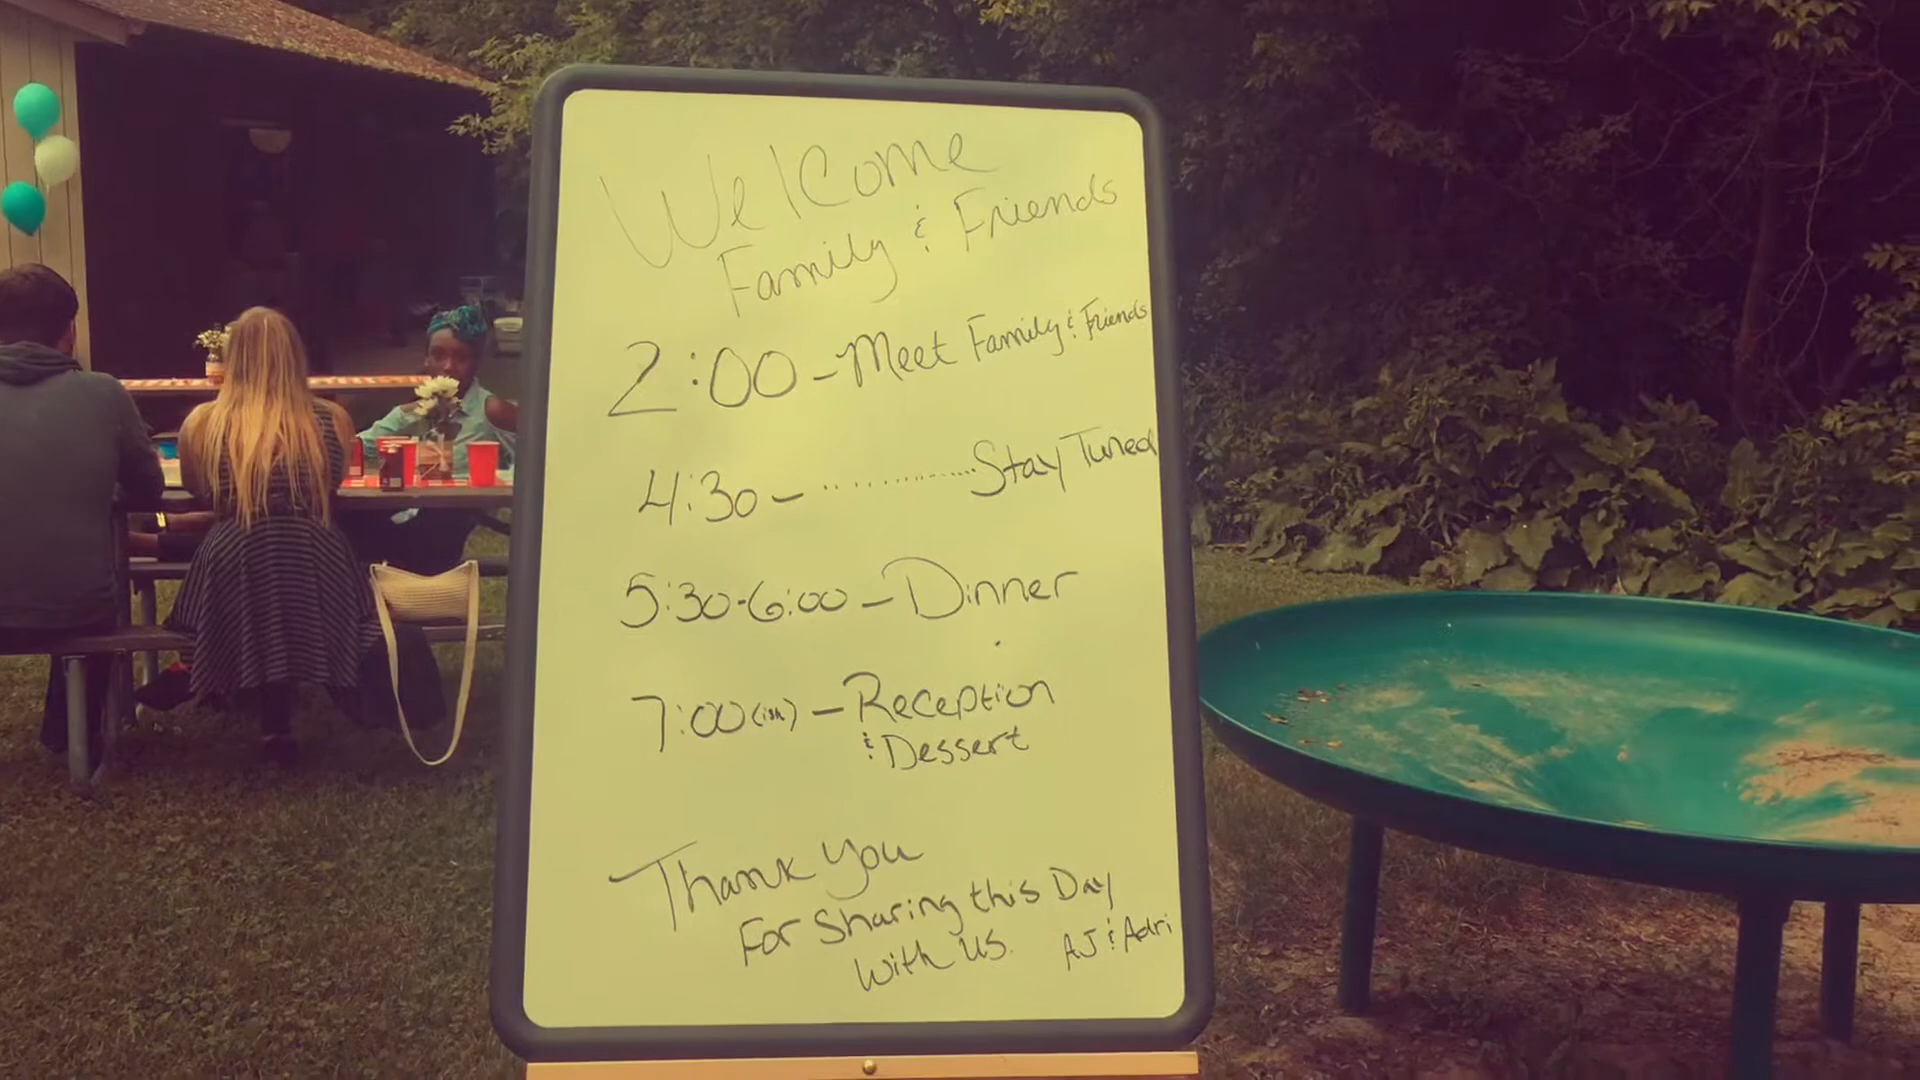 Welcome
Family & Friends
2:00 - Meet Family & Friends
4:30 - ............... Stay Tuned
5:30-6:00 - Dinner
7:00(ish) - Reception
& Dessert
Thank You
For Sharing this Day
with us. AJ & Adri